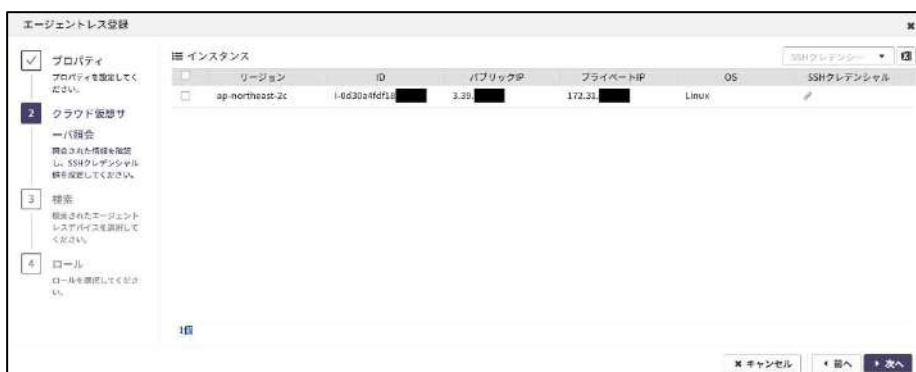 エージェントレス登録
プロパティ
プロパティを設定してく
ださい。
2
クラウド仮想サ
ーバ照会
照会された情報を確認
し、SSHクレデンシャル
値を設定してください。
3
検索
検索されたエージェント
レスデバイスを選択して
ください。
4
ロール
ロールを選択してくださ
い。
インスタンス
SSHクレデンシ…
リージョン ID パブリックIP プライベートIP OS SSHクレデンシャル
ap-northeast-2c i-0d30a4fdf18 3.39. 172.31. Linux
1個
キャンセル 前へ 次へ